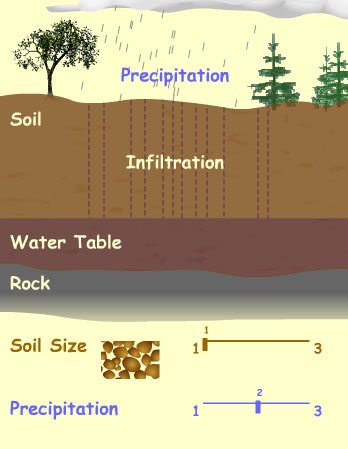 Precipitation
Soil
Infiltration
Water Table
Rock
1
Soil Size 1 3
2
Precipitation 1 3